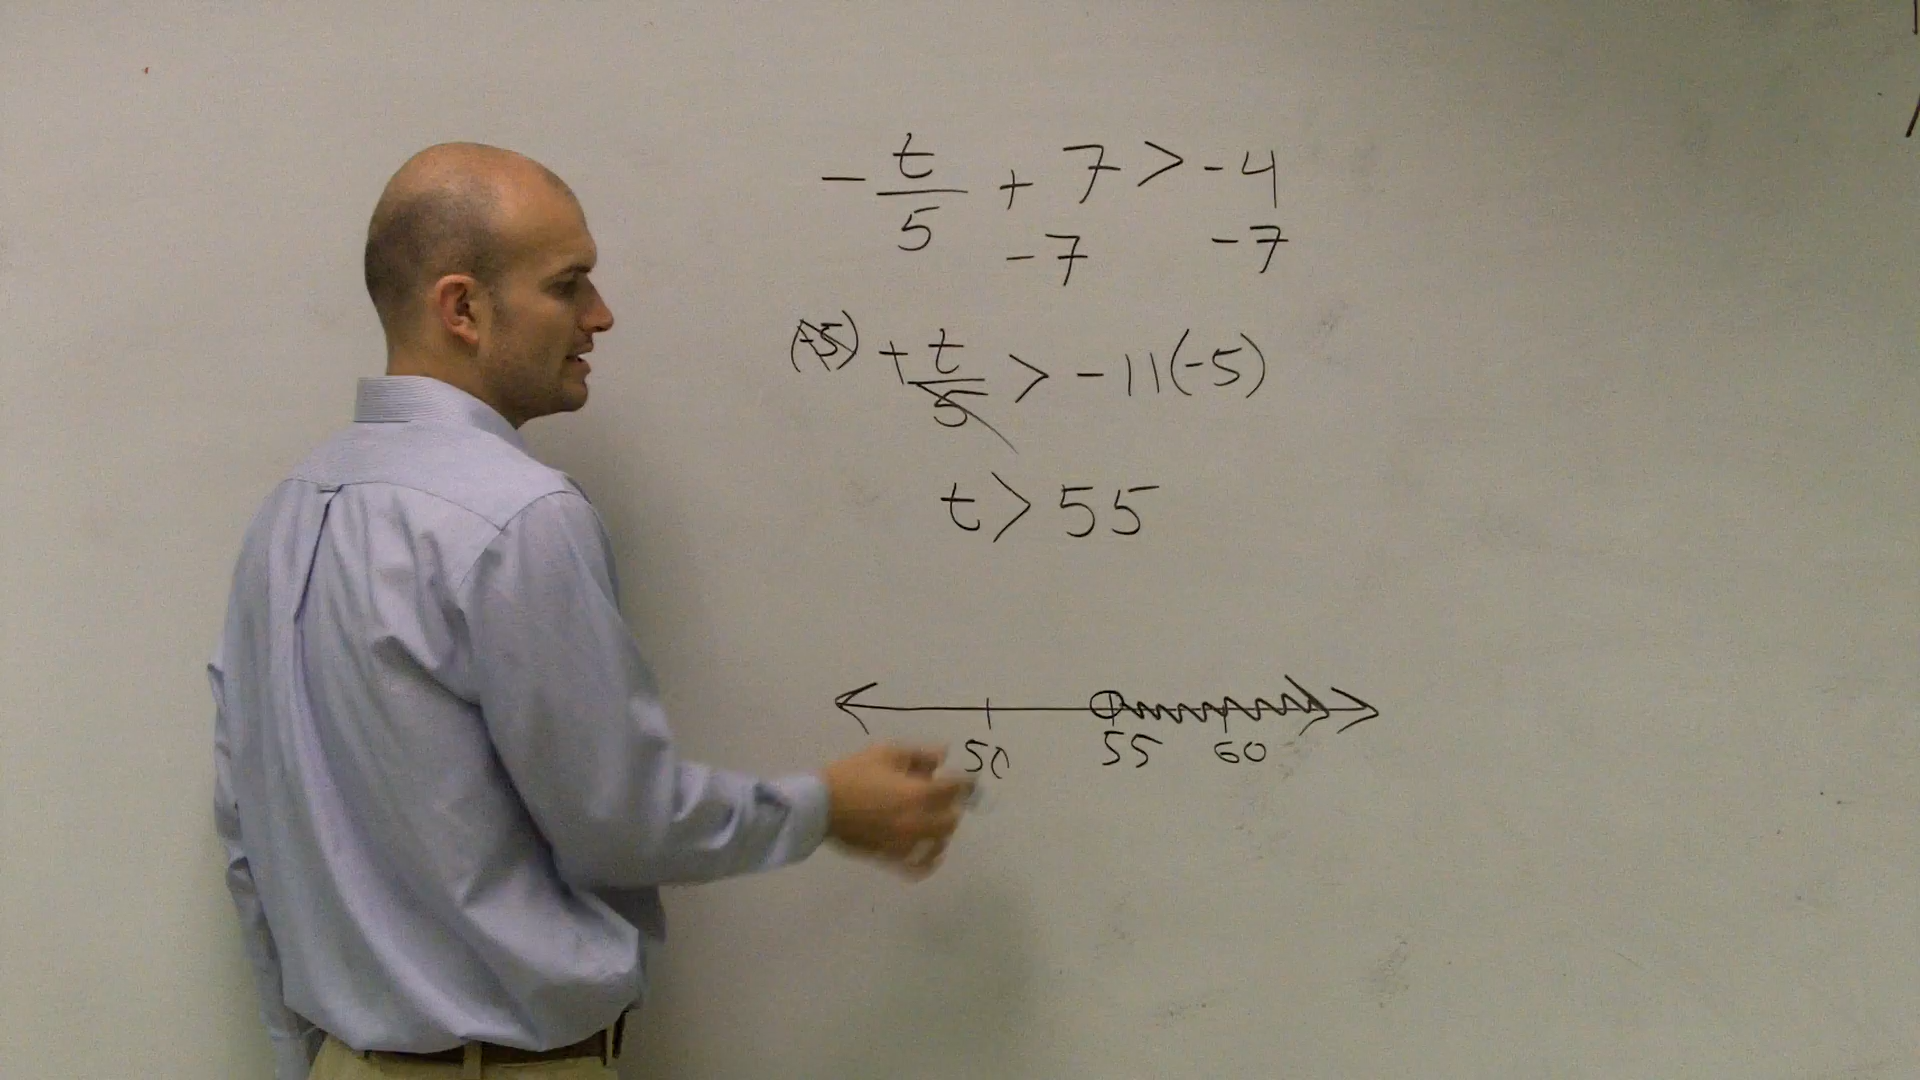 - t/5 + 7 > -4
-7 -7
(-5) + t/5 > -11(-5)
t > 55
50 55 60